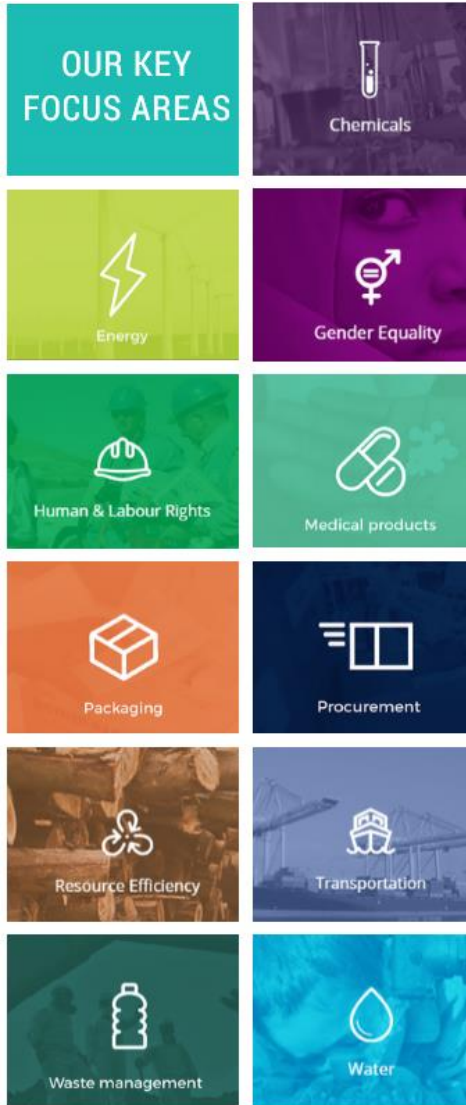 OUR KEY
FOCUS AREAS
Chemicals
Energy
Gender Equality
Human & Labour Rights
Medical products
Packaging
Procurement
Resource Efficiency
Transportation
Waste management
Water